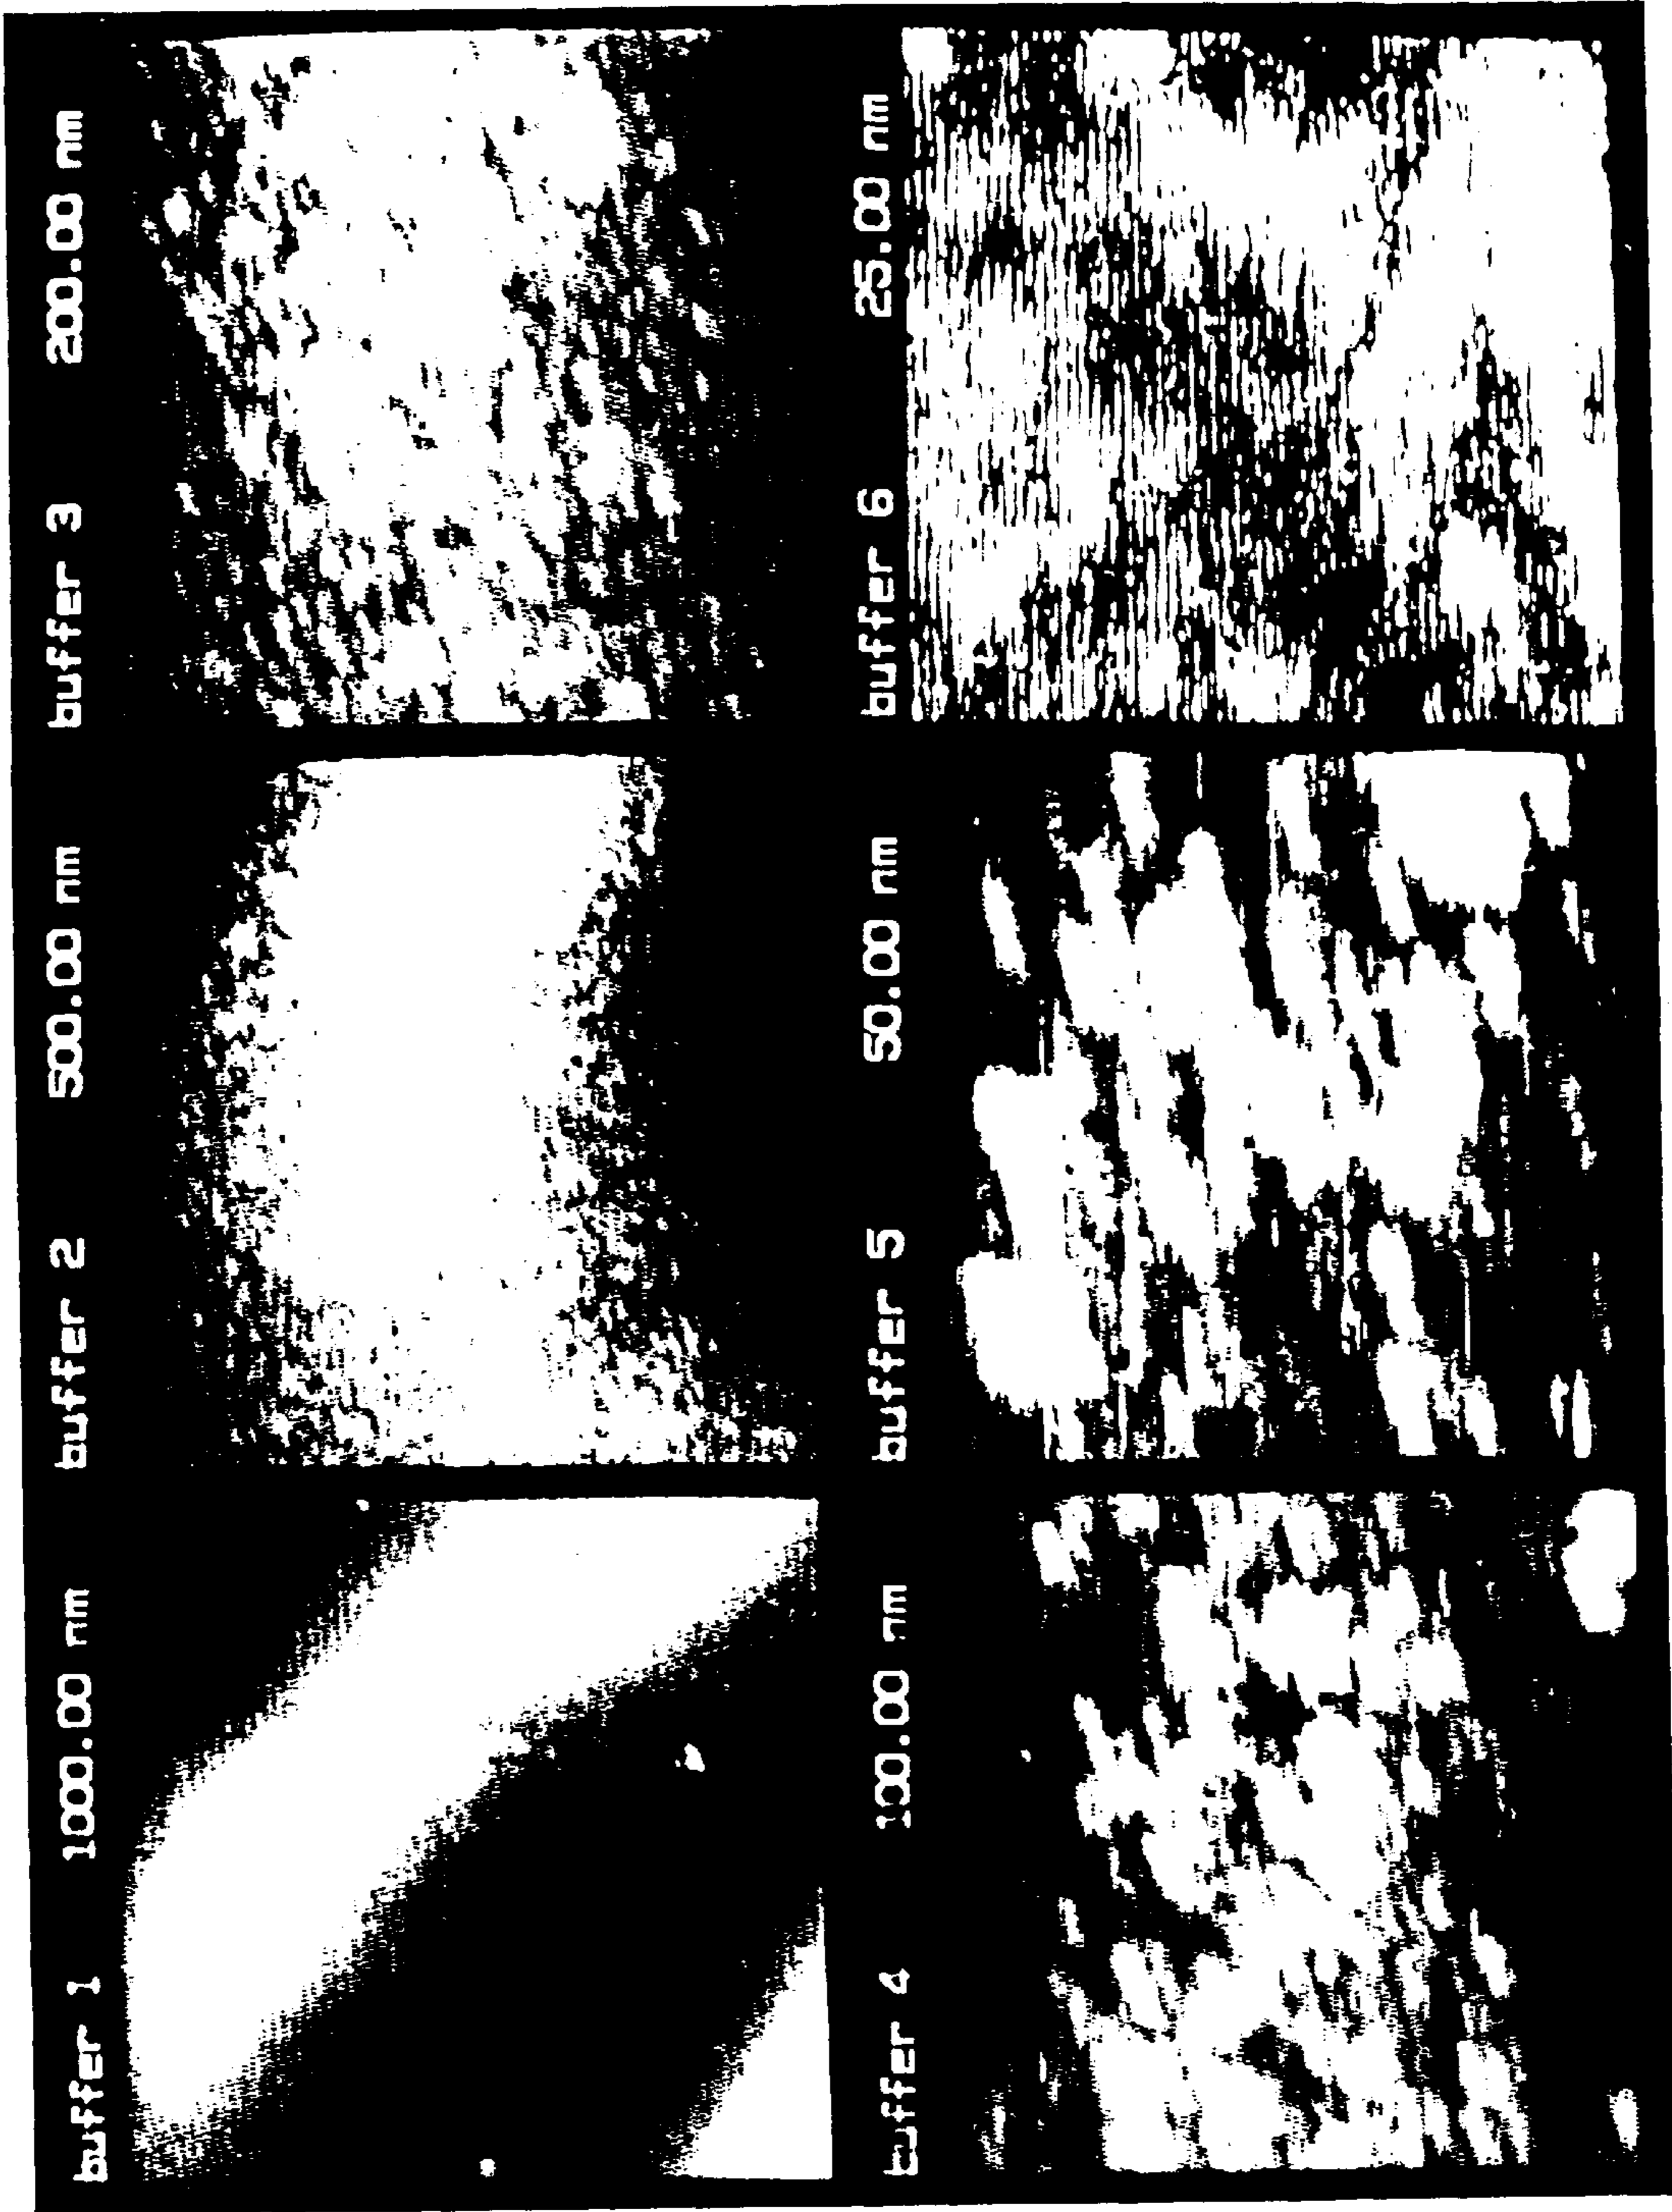 buffer 1 1000.00 nm
buffer 2 500.00 nm
buffer 3 200.00 nm
buffer 4 100.00 nm
buffer 5 50.00 nm
buffer 6 25.00 nm